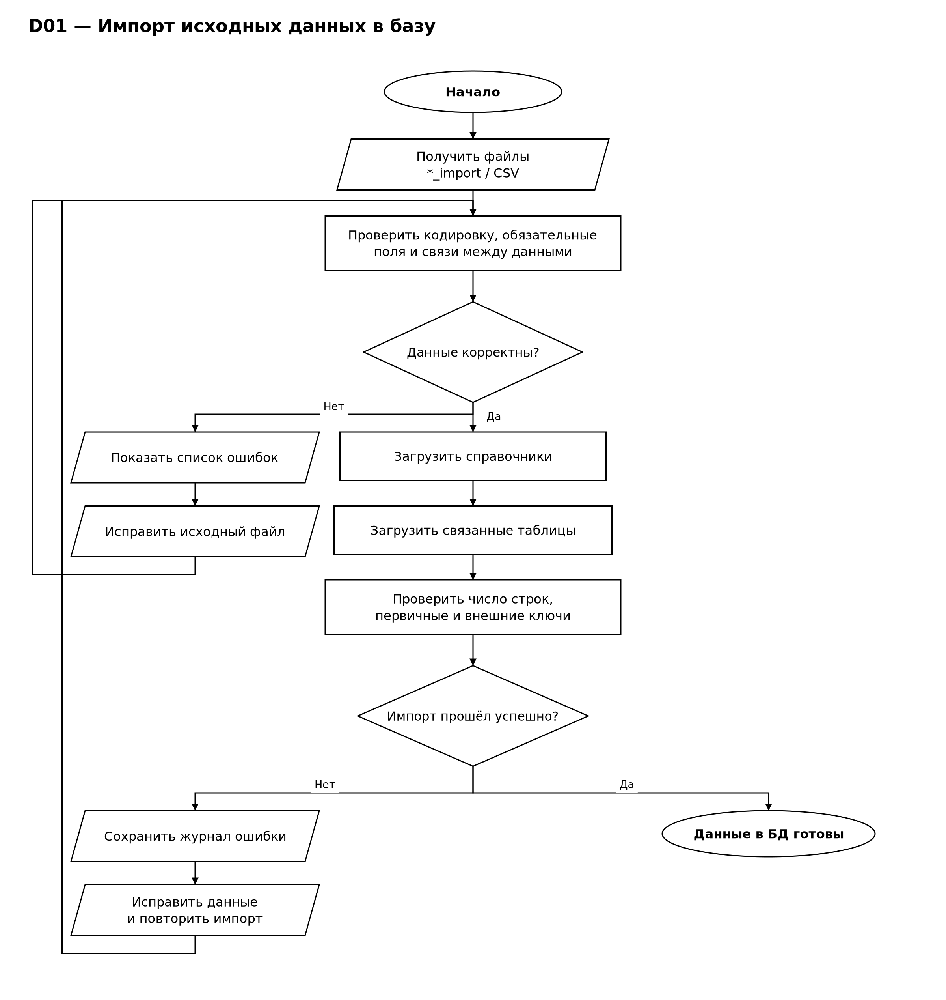 D01 — Импорт исходных данных в базу
Начало
Получить файлы
*_import / CSV
Проверить кодировку, обязательные
поля и связи между данными
Данные корректны?
Нет
Да
Показать список ошибок
Загрузить справочники
Исправить исходный файл
Загрузить связанные таблицы
Проверить число строк,
первичные и внешние ключи
Импорт прошёл успешно?
Нет
Да
Сохранить журнал ошибки
Данные в БД готовы
Исправить данные
и повторить импорт